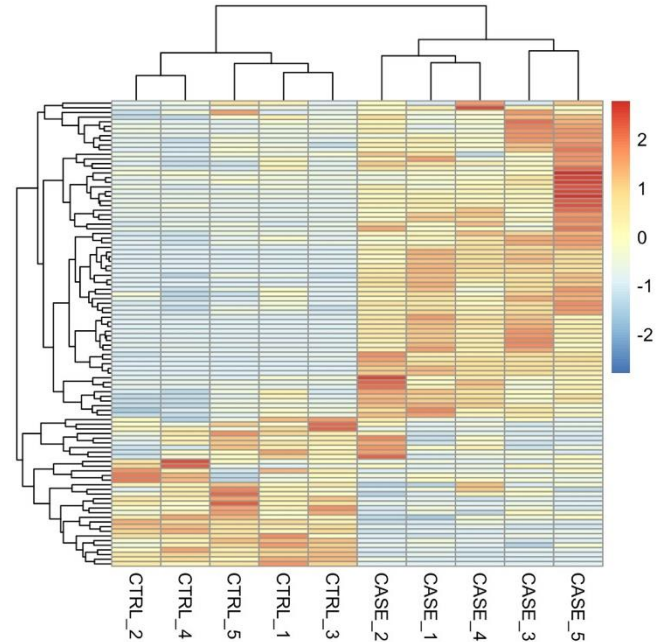 2
1
0
-1
-2
CTRL_2
CTRL_4
CTRL_5
CTRL_1
CTRL_3
CASE_2
CASE_1
CASE_4
CASE_3
CASE_5